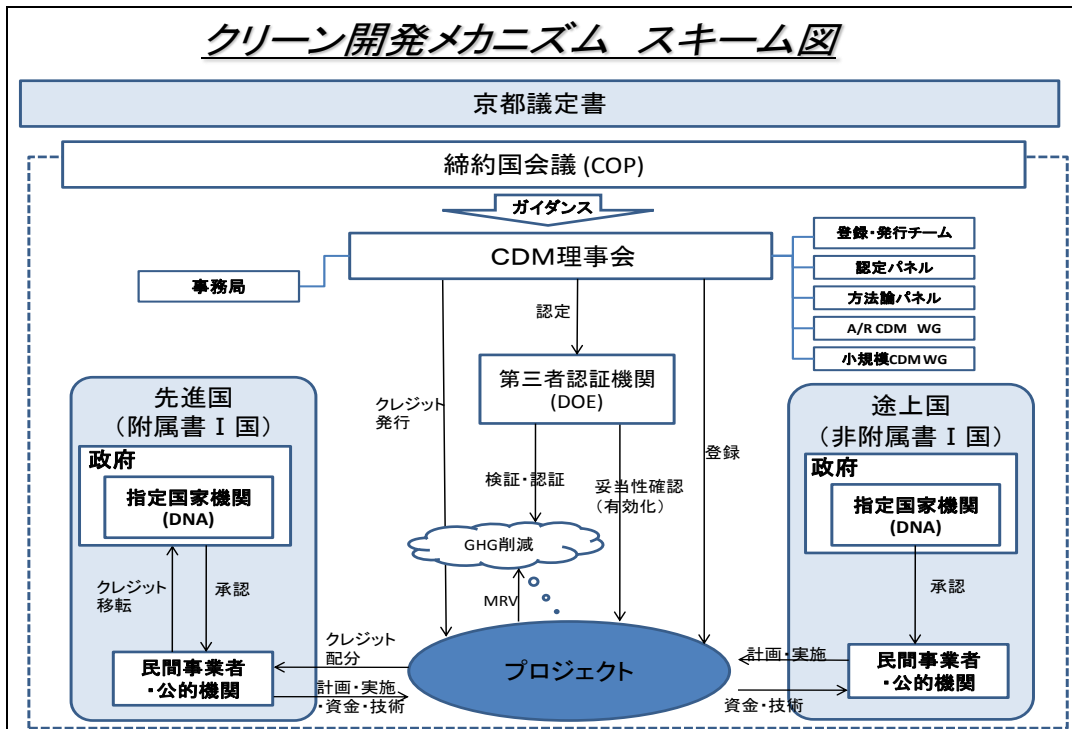 クリーン開発メカニズム　スキーム図
京都議定書
締約国会議 (COP)
ガイダンス
CDM理事会
事務局
登録・発行チーム
認定パネル
方法論パネル
A/R CDM　WG
小規模CDM WG
認定
第三者認証機関
(DOE)
クレジット
発行
登録
検証・認証
妥当性確認
（有効化）
先進国
（附属書Ⅰ国）
政府
指定国家機関
(DNA)
クレジット
移転
承認
民間事業者
・公的機関
途上国
（非附属書Ⅰ国）
政府
指定国家機関
(DNA)
承認
民間事業者
・公的機関
GHG削減
MRV
プロジェクト
クレジット
配分
計画・実施
・資金・技術
計画・実施
資金・技術